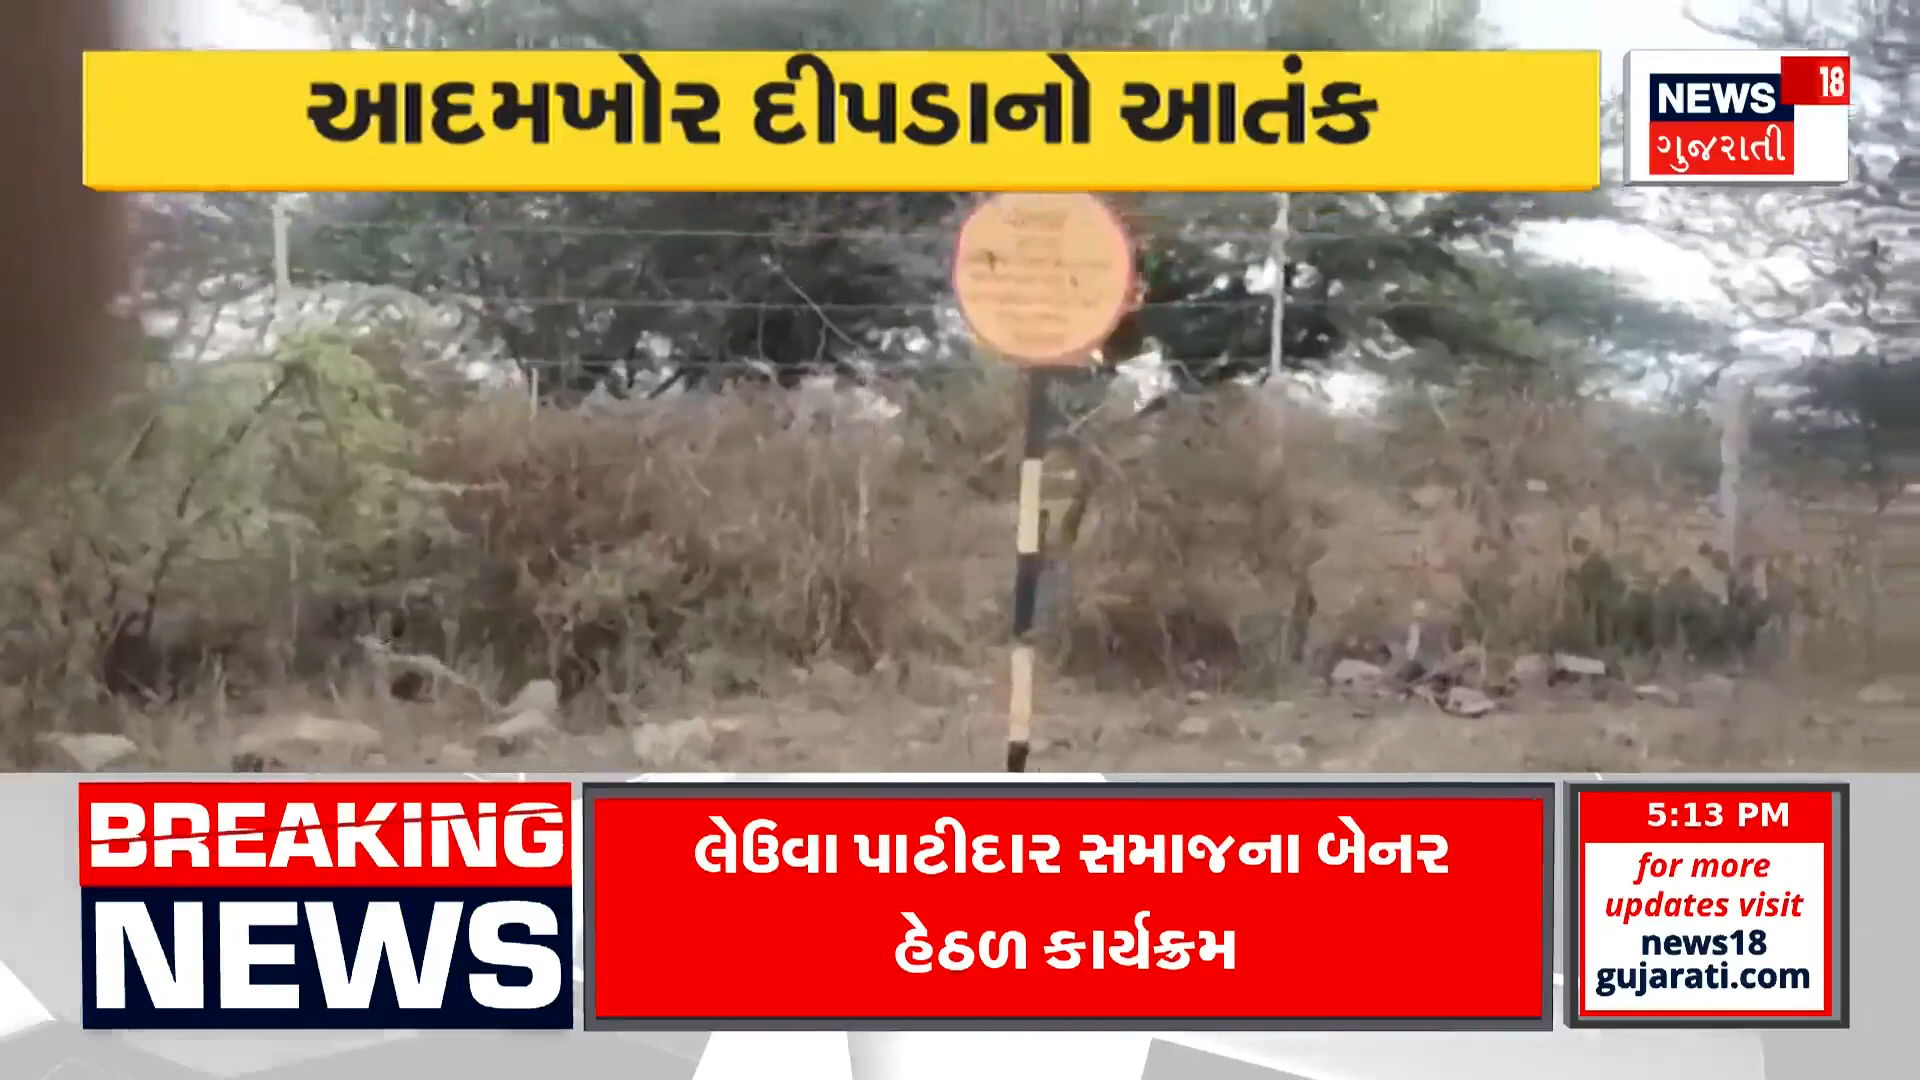 આદમખોર દીપડાનો આતંક
NEWS 18
ગુજરાતી
BREAKING
NEWS
લેઉવા પાટીદાર સમાજના બેનર
હેઠળ કાર્યક્રમ
5:13 PM
for more
updates visit
news18
gujarati.com